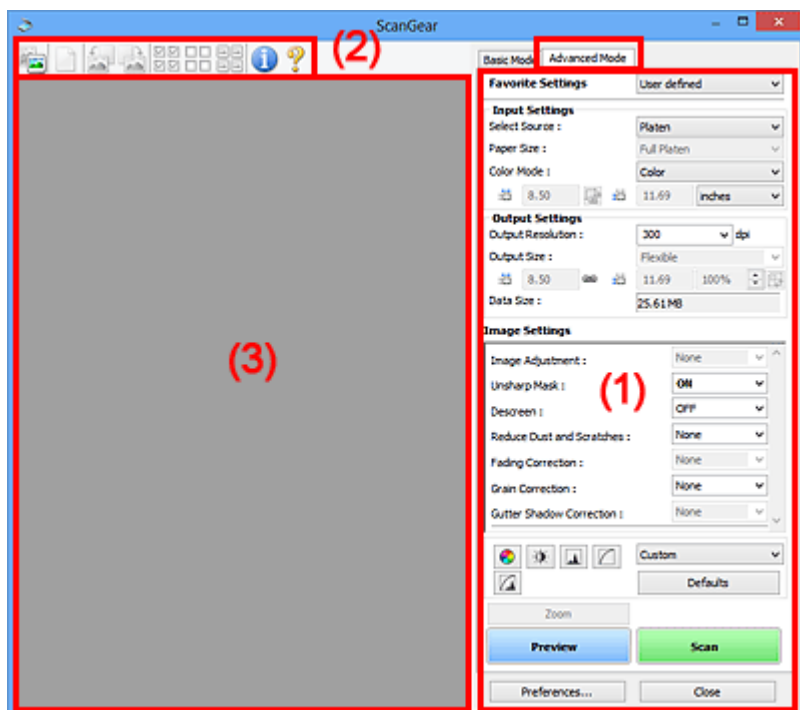 ScanGear
(2)
Basic Mode Advanced Mode
Favorite Settings User defined
Input Settings
Select Source : Platen
Paper Size : Full Platen
Color Mode : Color
8.50 11.69 inches
Output Settings
Output Resolution : 300 dpi
Output Size : Flexible
8.50 11.69 100%
Data Size : 25.61MB
Image Settings
(3)
(1)
Image Adjustment : None
Unsharp Mask : ON
Descreen : OFF
Reduce Dust and Scratches : None
Fading Correction : None
Grain Correction : None
Gutter Shadow Correction : None
Custom
Defaults
Zoom
Preview Scan
Preferences... Close